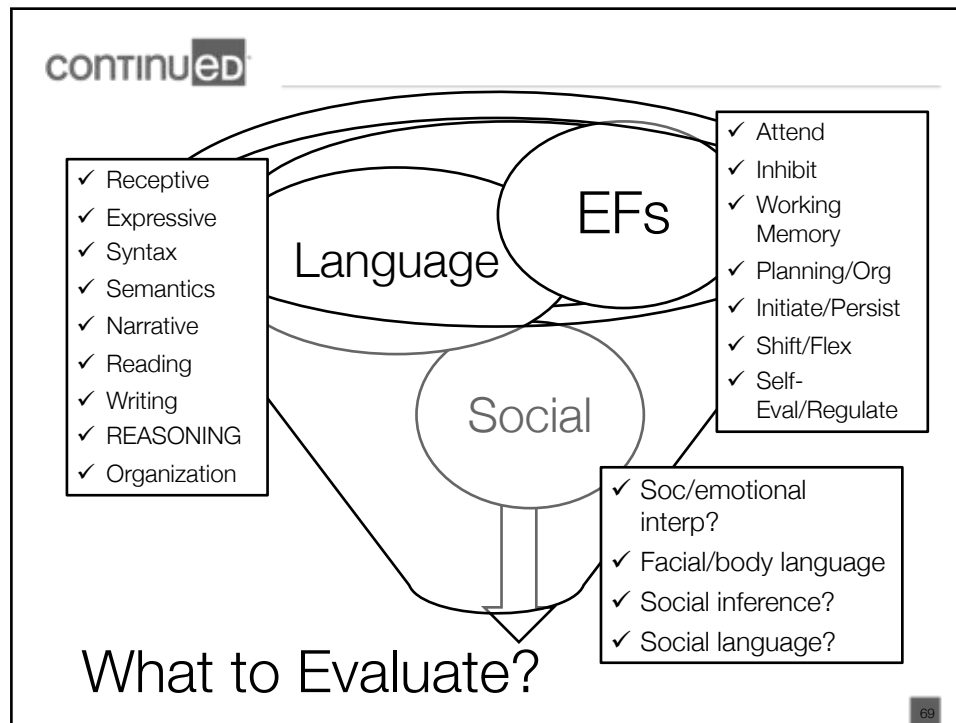 continued
✓ Receptive
✓ Expressive
✓ Syntax
✓ Semantics
✓ Narrative
✓ Reading
✓ Writing
✓ REASONING
✓ Organization
Language
EFs
Social
✓ Attend
✓ Inhibit
✓ Working
Memory
✓ Planning/Org
✓ Initiate/Persist
✓ Shift/Flex
✓ Self-
Eval/Regulate
✓ Soc/emotional
interp?
✓ Facial/body language
✓ Social inference?
✓ Social language?
What to Evaluate?
69